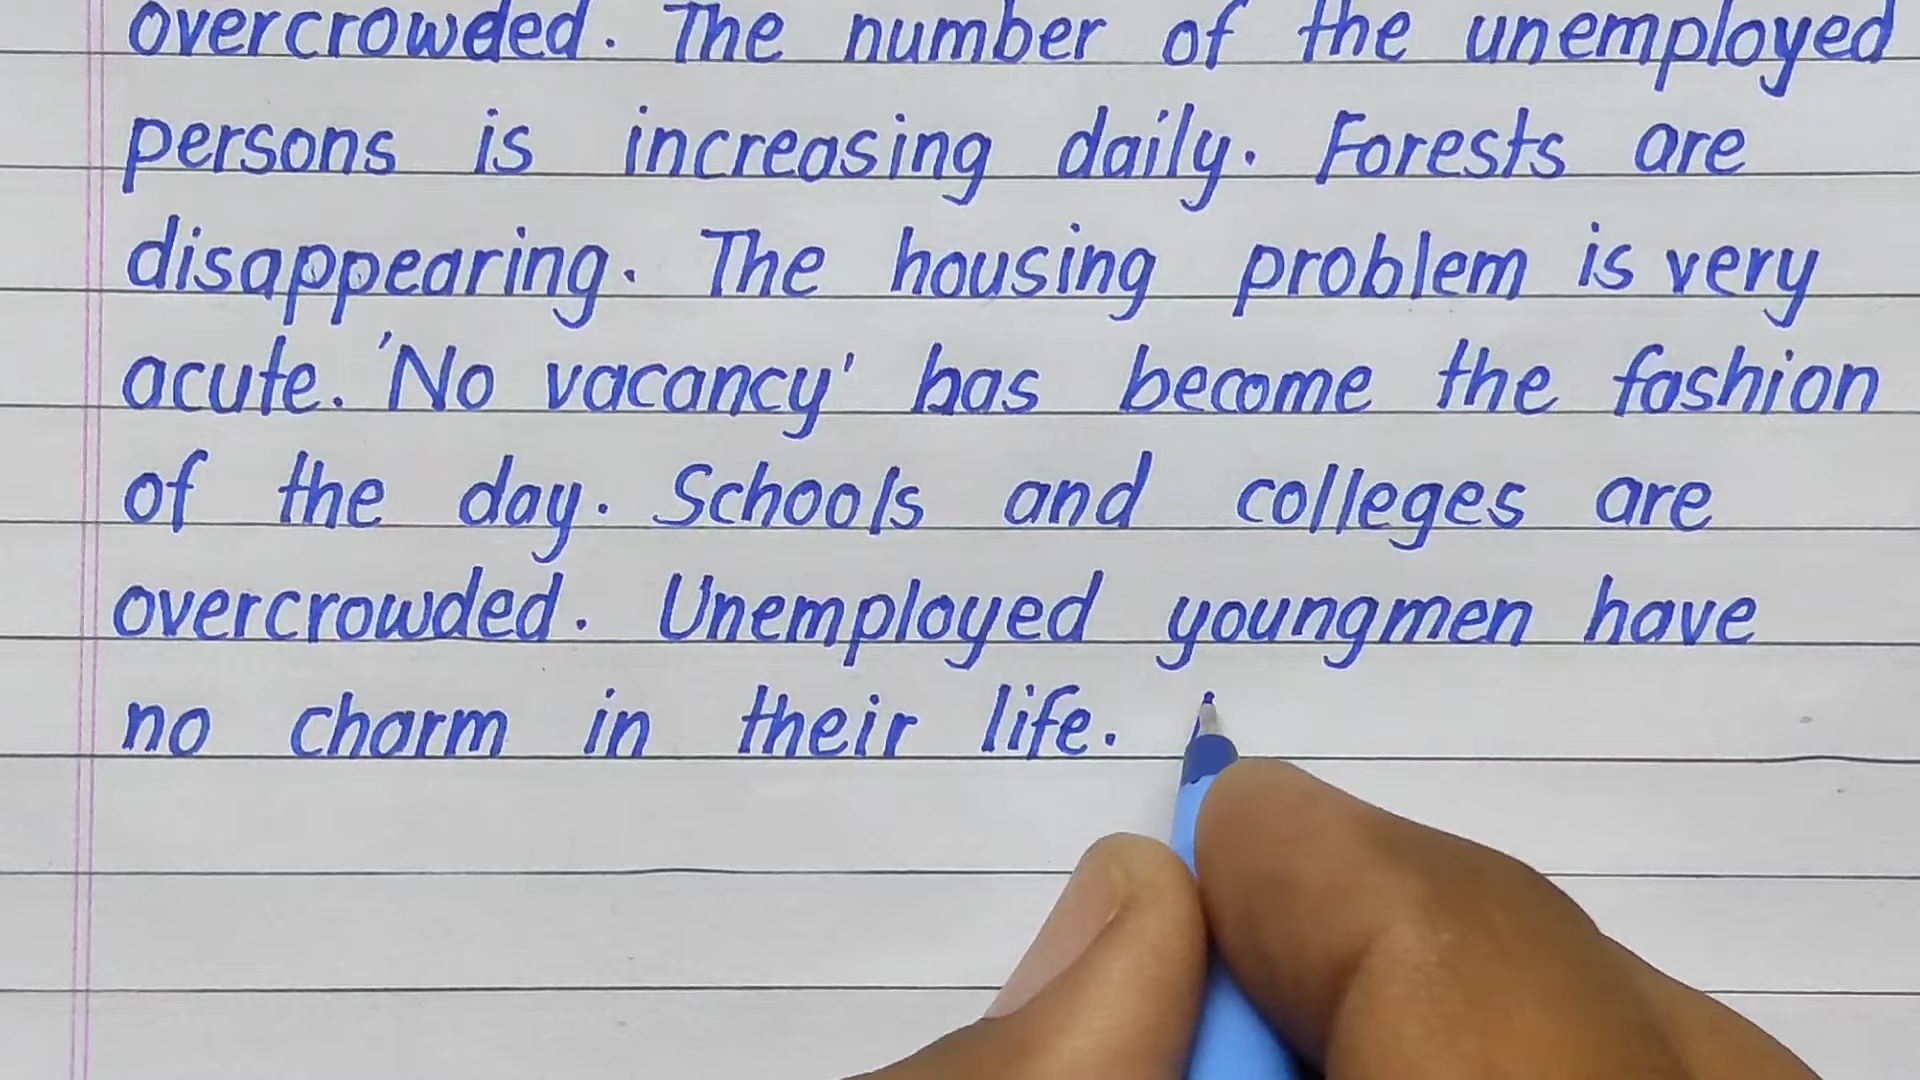 overcrowded. The number of the unemployed
persons is increasing daily. Forests are
disappearing. The housing problem is very
acute. 'No vacancy' has become the fashion
of the day. Schools and colleges are
overcrowded. Unemployed youngmen have
no charm in their life.